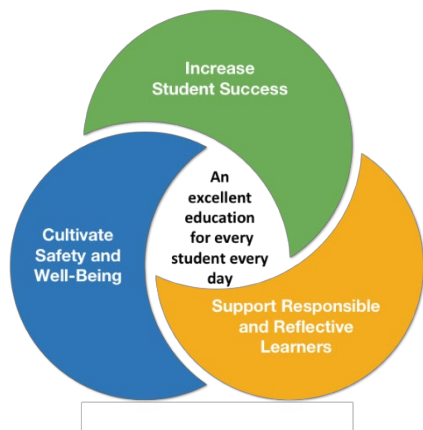 Increase
Student Success
An
excellent
education
for every
student every
day
Cultivate
Safety and
Well-Being
Support Responsible
and Reflective
Learners